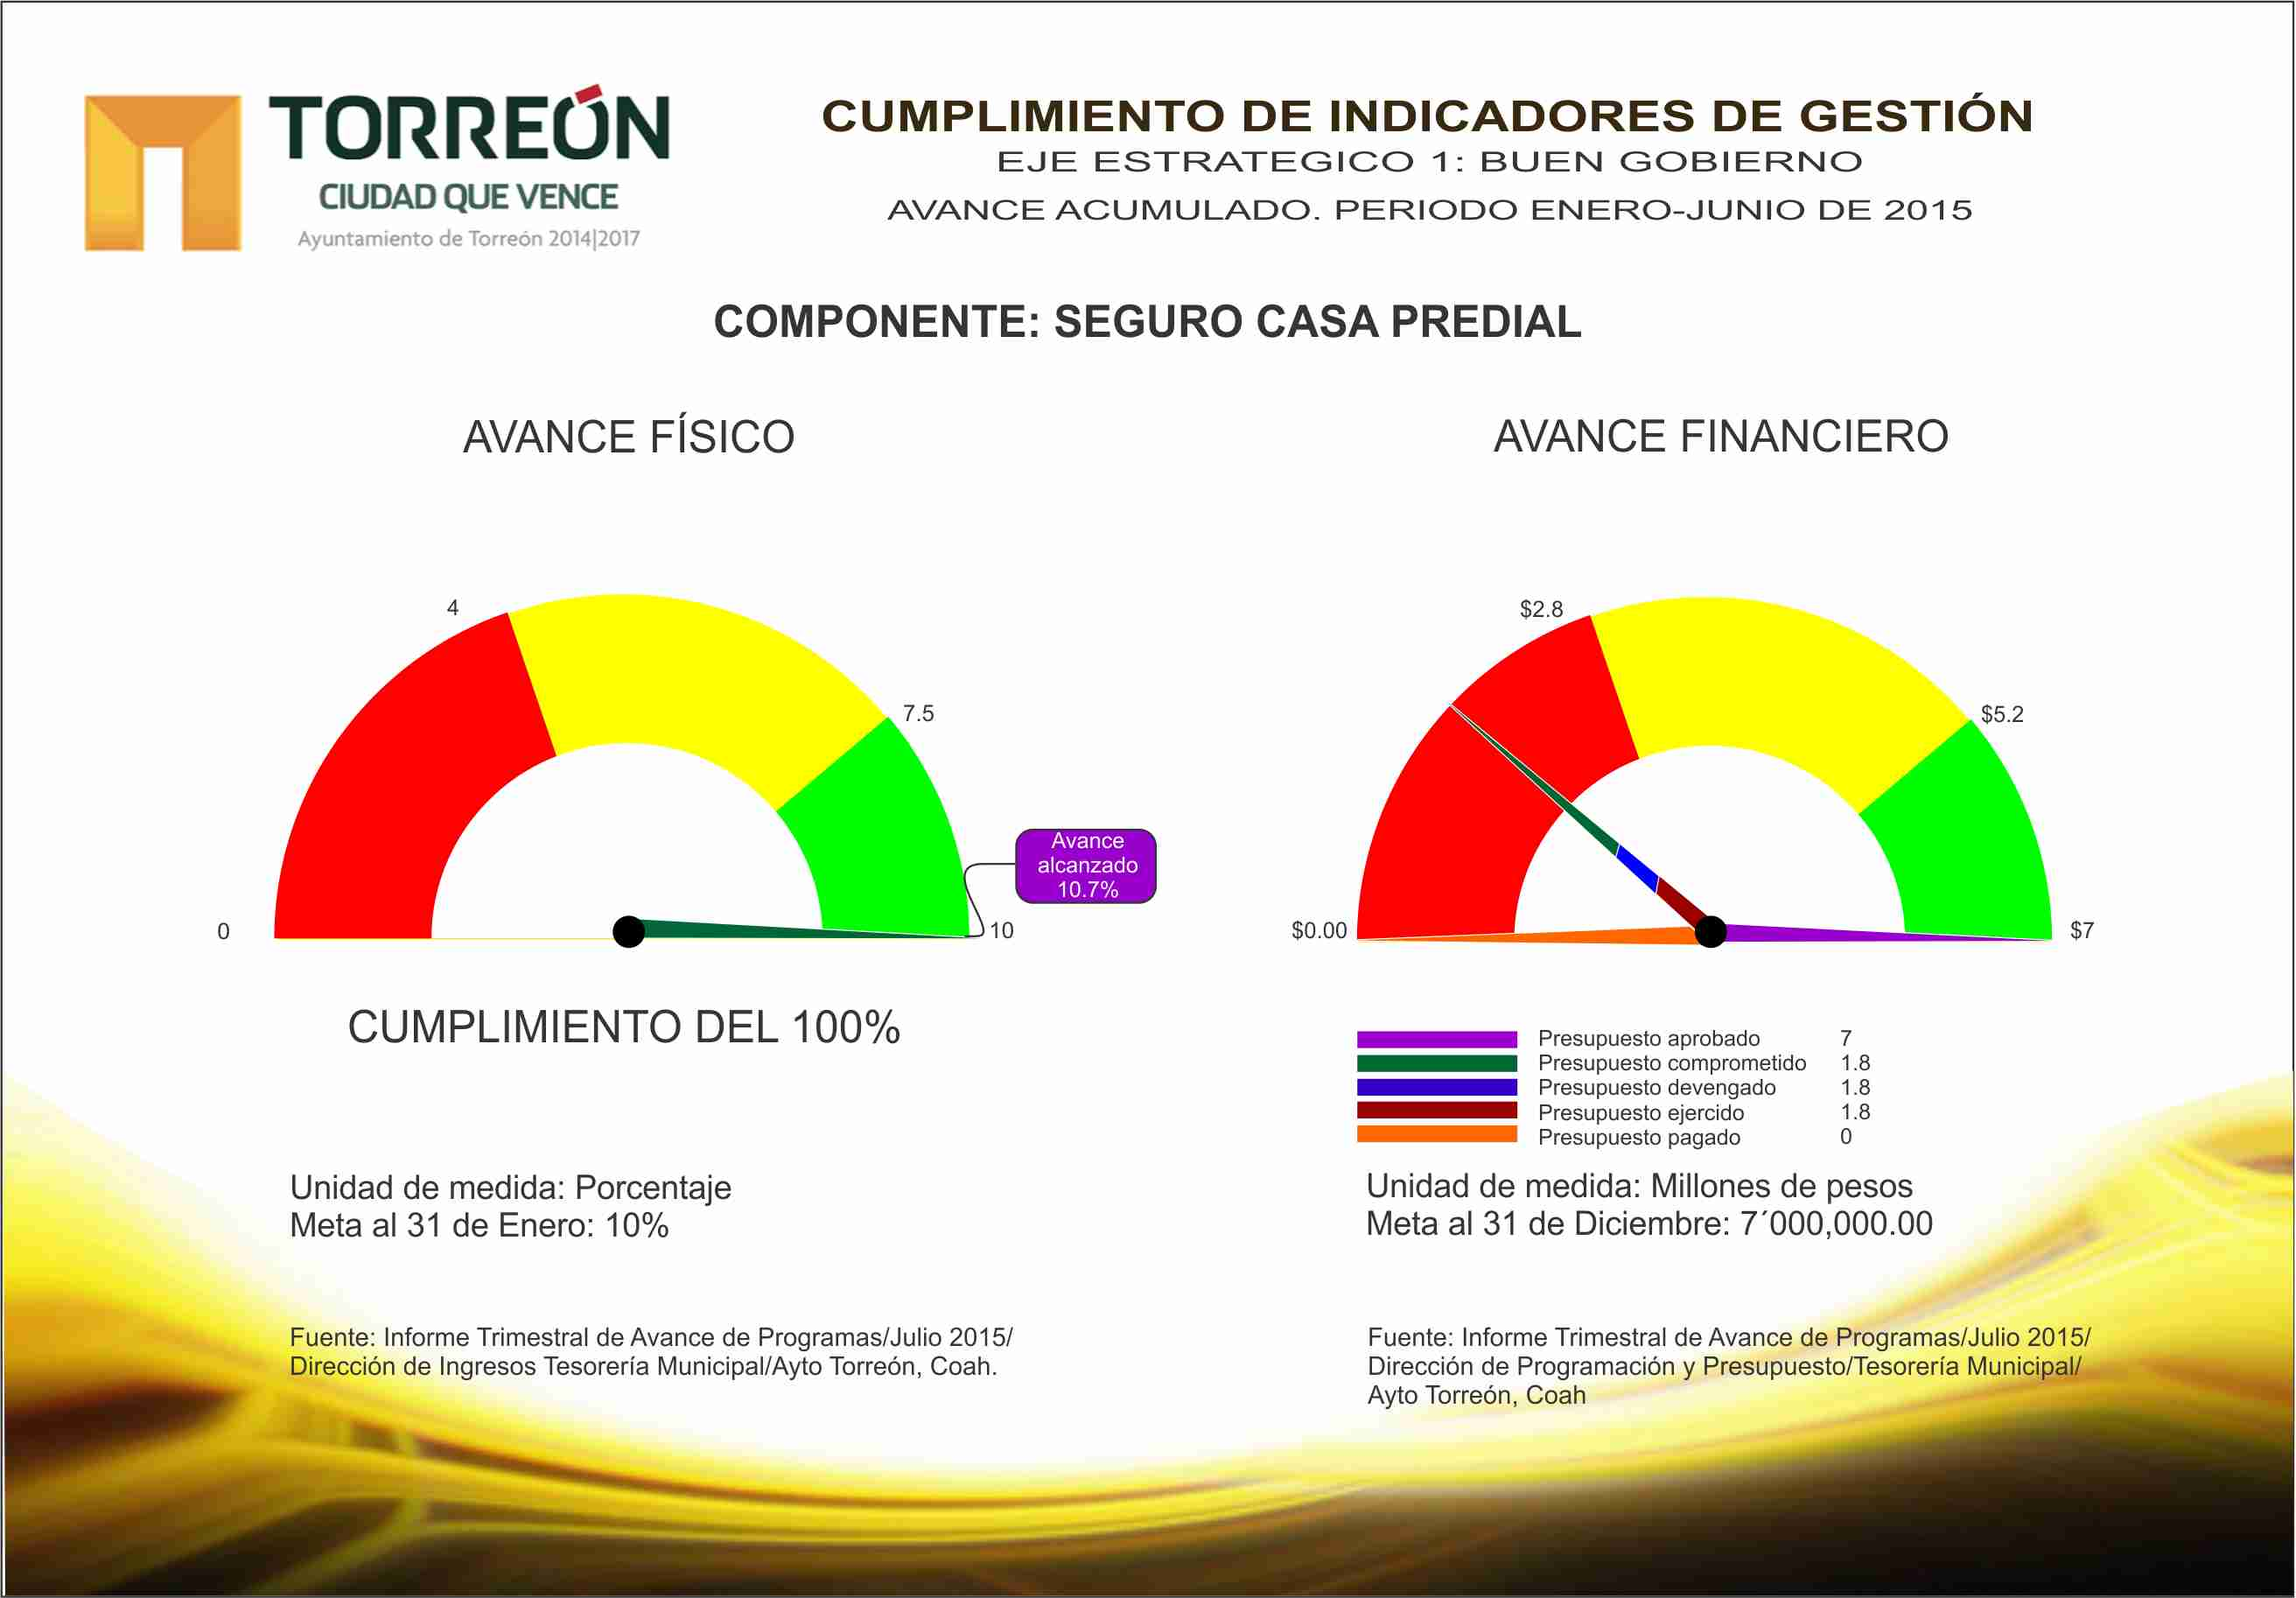 TORREÓN
CIUDAD QUE VENCE
Ayuntamiento de Torreón 2014|2017
CUMPLIMIENTO DE INDICADORES DE GESTIÓN
EJE ESTRATEGICO 1: BUEN GOBIERNO
AVANCE ACUMULADO. PERIODO ENERO-JUNIO DE 2015
COMPONENTE: SEGURO CASA PREDIAL
AVANCE FÍSICO
4
7.5
0
10
Avance
alcanzado
10.7%
CUMPLIMIENTO DEL 100%
Unidad de medida: Porcentaje
Meta al 31 de Enero: 10%
Fuente: Informe Trimestral de Avance de Programas/Julio 2015/
Dirección de Ingresos Tesorería Municipal/Ayto Torreón, Coah.
AVANCE FINANCIERO
$2.8
$5.2
$0.00
$7
Presupuesto aprobado 7
Presupuesto comprometido 1.8
Presupuesto devengado 1.8
Presupuesto ejercido 1.8
Presupuesto pagado 0
Unidad de medida: Millones de pesos
Meta al 31 de Diciembre: 7´000,000.00
Fuente: Informe Trimestral de Avance de Programas/Julio 2015/
Dirección de Programación y Presupuesto/Tesorería Municipal/
Ayto Torreón, Coah